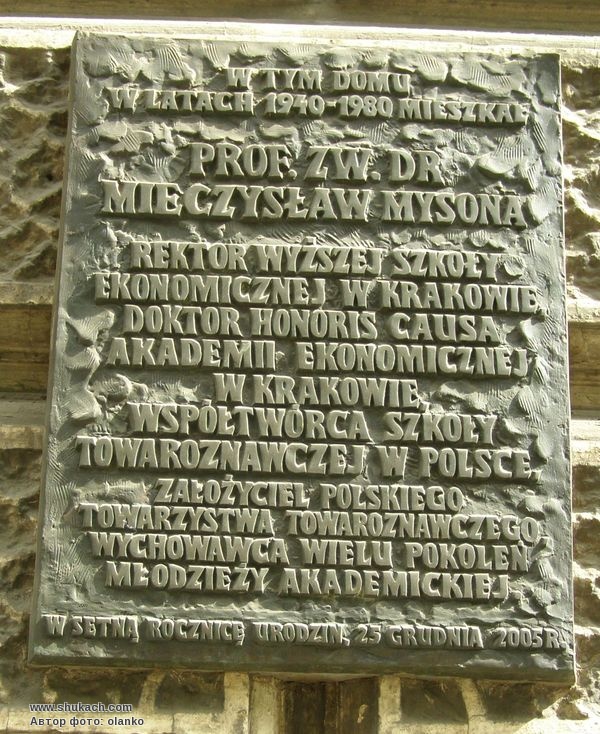 W TYM DOMU
W LATACH 1940-1980 MIESZKAŁ
PROF. ZW. DR
MIECZYSŁAW MYSONA
REKTOR WYŻSZEJ SZKOŁY
EKONOMICZNEJ W KRAKOWIE,
DOKTOR HONORIS CAUSA
AKADEMII EKONOMICZNEJ
W KRAKOWIE,
WSPÓŁTWÓRCA SZKOŁY
TOWAROZNAWCZEJ W POLSCE,
ZAŁOŻYCIEL POLSKIEGO
TOWARZYSTWA TOWAROZNAWCZEGO
WYCHOWAWCA WIELU POKOLEŃ
MŁODZIEŻY AKADEMICKIEJ
W SETNĄ ROCZNICĘ URODZIN, 25 GRUDNIA 2005 R.
www.shukach.com
Автор фото: olanko